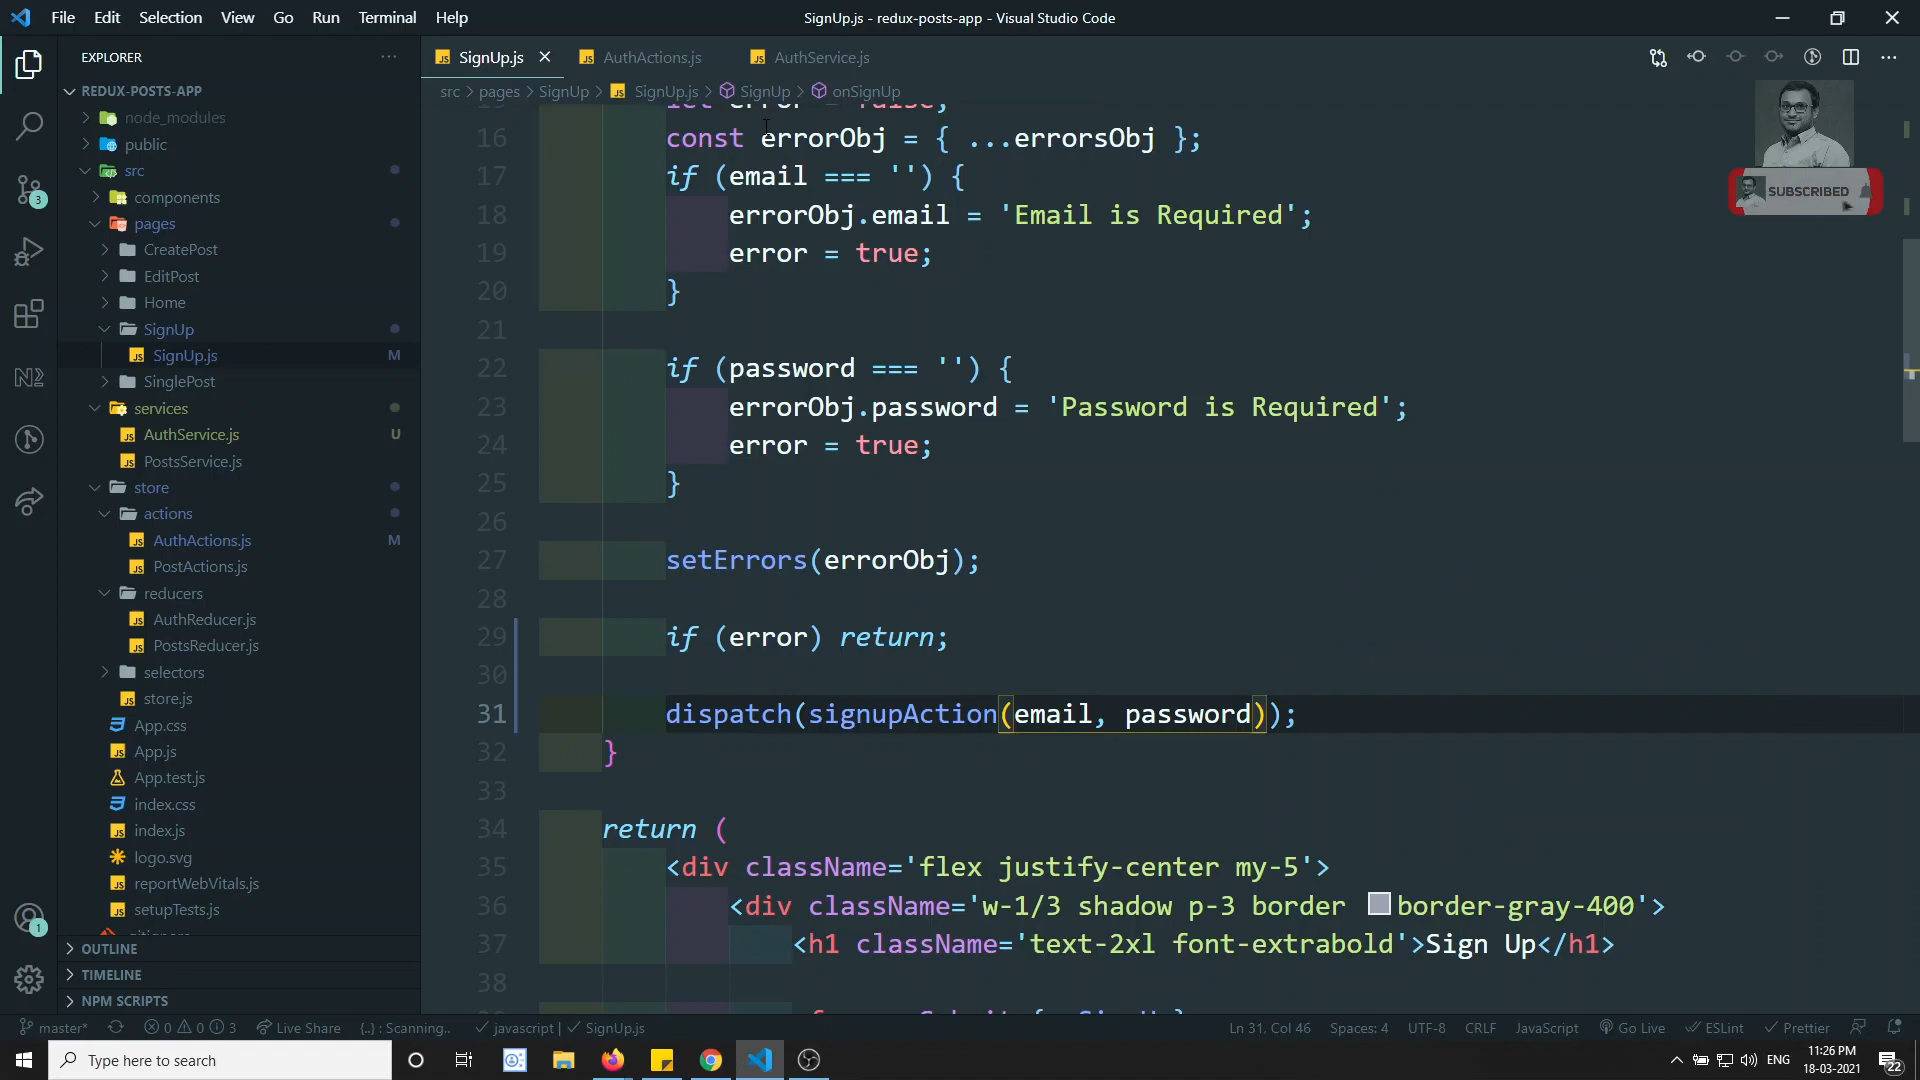 File Edit Selection View Go Run Terminal Help
SignUp.js - redux-posts-app - Visual Studio Code
EXPLORER
REDUX-POSTS-APP
node_modules
public
src
components
pages
CreatePost
EditPost
Home
SignUp
SignUp.js M
SinglePost
services
AuthService.js U
PostsService.js
store
actions
AuthActions.js M
PostActions.js
reducers
AuthReducer.js
PostsReducer.js
selectors
store.js
App.css
App.js
App.test.js
index.css
index.js
logo.svg
reportWebVitals.js
setupTests.js
.gitignore
OUTLINE
TIMELINE
NPM SCRIPTS
3
1
SignUp.js AuthActions.js AuthService.js
src > pages > SignUp > SignUp.js > SignUp > onSignUp
SUBSCRIBED
15 let error = false;
16 const errorObj = { ...errorsObj };
17 if (email === '') {
18 errorObj.email = 'Email is Required';
19 error = true;
20 }
21
22 if (password === '') {
23 errorObj.password = 'Password is Required';
24 error = true;
25 }
26
27 setErrors(errorObj);
28
29 if (error) return;
30
31 dispatch(signupAction(email, password));
32 }
33
34 return (
35 <div className='flex justify-center my-5'>
36 <div className='w-1/3 shadow p-3 border border-gray-400'>
37 <h1 className='text-2xl font-extrabold'>Sign Up</h1>
38
master* 0 0 3 Live Share {..} : Scanning.. javascript | SignUp.js Ln 31, Col 46 Spaces: 4 UTF-8 CRLF JavaScript Go Live ESLint Prettier
Type here to search
ENG
11:26 PM
18-03-2021
22